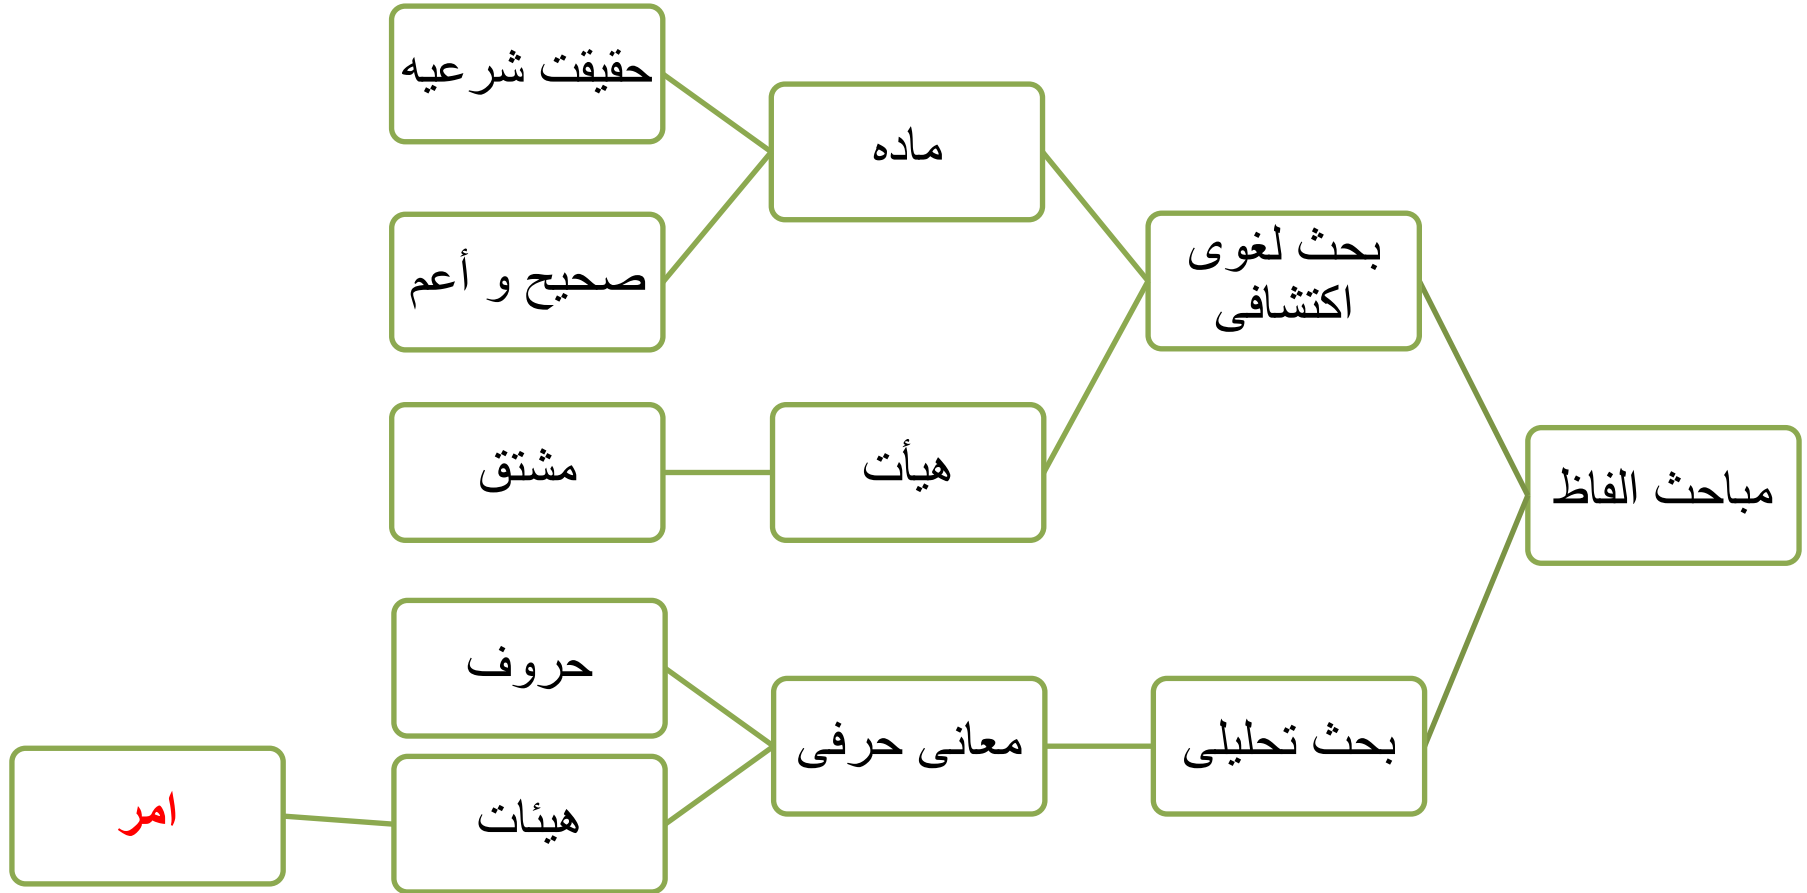 مباحث الفاظ
بحث لغوی
اکتشافی
ماده
حقیقت شرعیه
صحیح و أعم
هیأت
مشتق
بحث تحلیلی
معانی حرفی
حروف
هیئات
امر